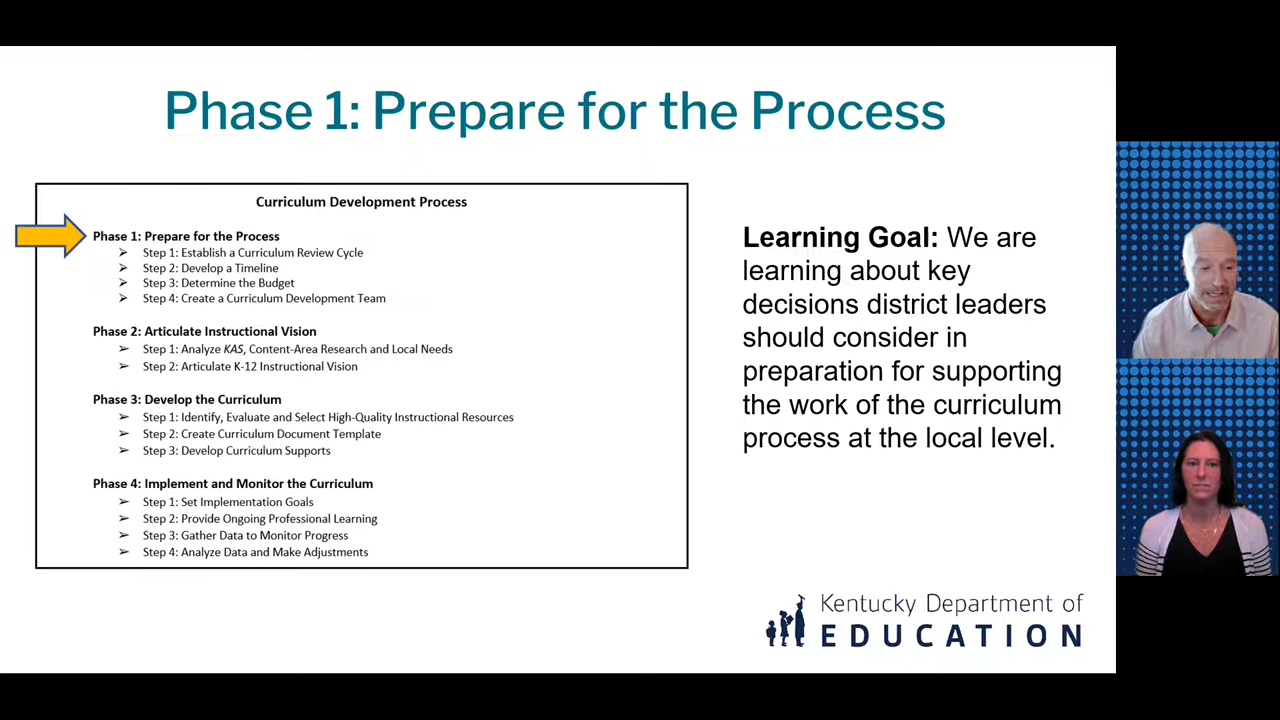 Phase 1: Prepare for the Process
Curriculum Development Process
Phase 1: Prepare for the Process
Step 1: Establish a Curriculum Review Cycle
Step 2: Develop a Timeline
Step 3: Determine the Budget
Step 4: Create a Curriculum Development Team
Phase 2: Articulate Instructional Vision
Step 1: Analyze KAS, Content-Area Research and Local Needs
Step 2: Articulate K-12 Instructional Vision
Phase 3: Develop the Curriculum
Step 1: Identify, Evaluate and Select High-Quality Instructional Resources
Step 2: Create Curriculum Document Template
Step 3: Develop Curriculum Supports
Phase 4: Implement and Monitor the Curriculum
Step 1: Set Implementation Goals
Step 2: Provide Ongoing Professional Learning
Step 3: Gather Data to Monitor Progress
Step 4: Analyze Data and Make Adjustments
Learning Goal: We are
learning about key
decisions district leaders
should consider in
preparation for supporting
the work of the curriculum
process at the local level.
Kentucky Department of
EDUCATION